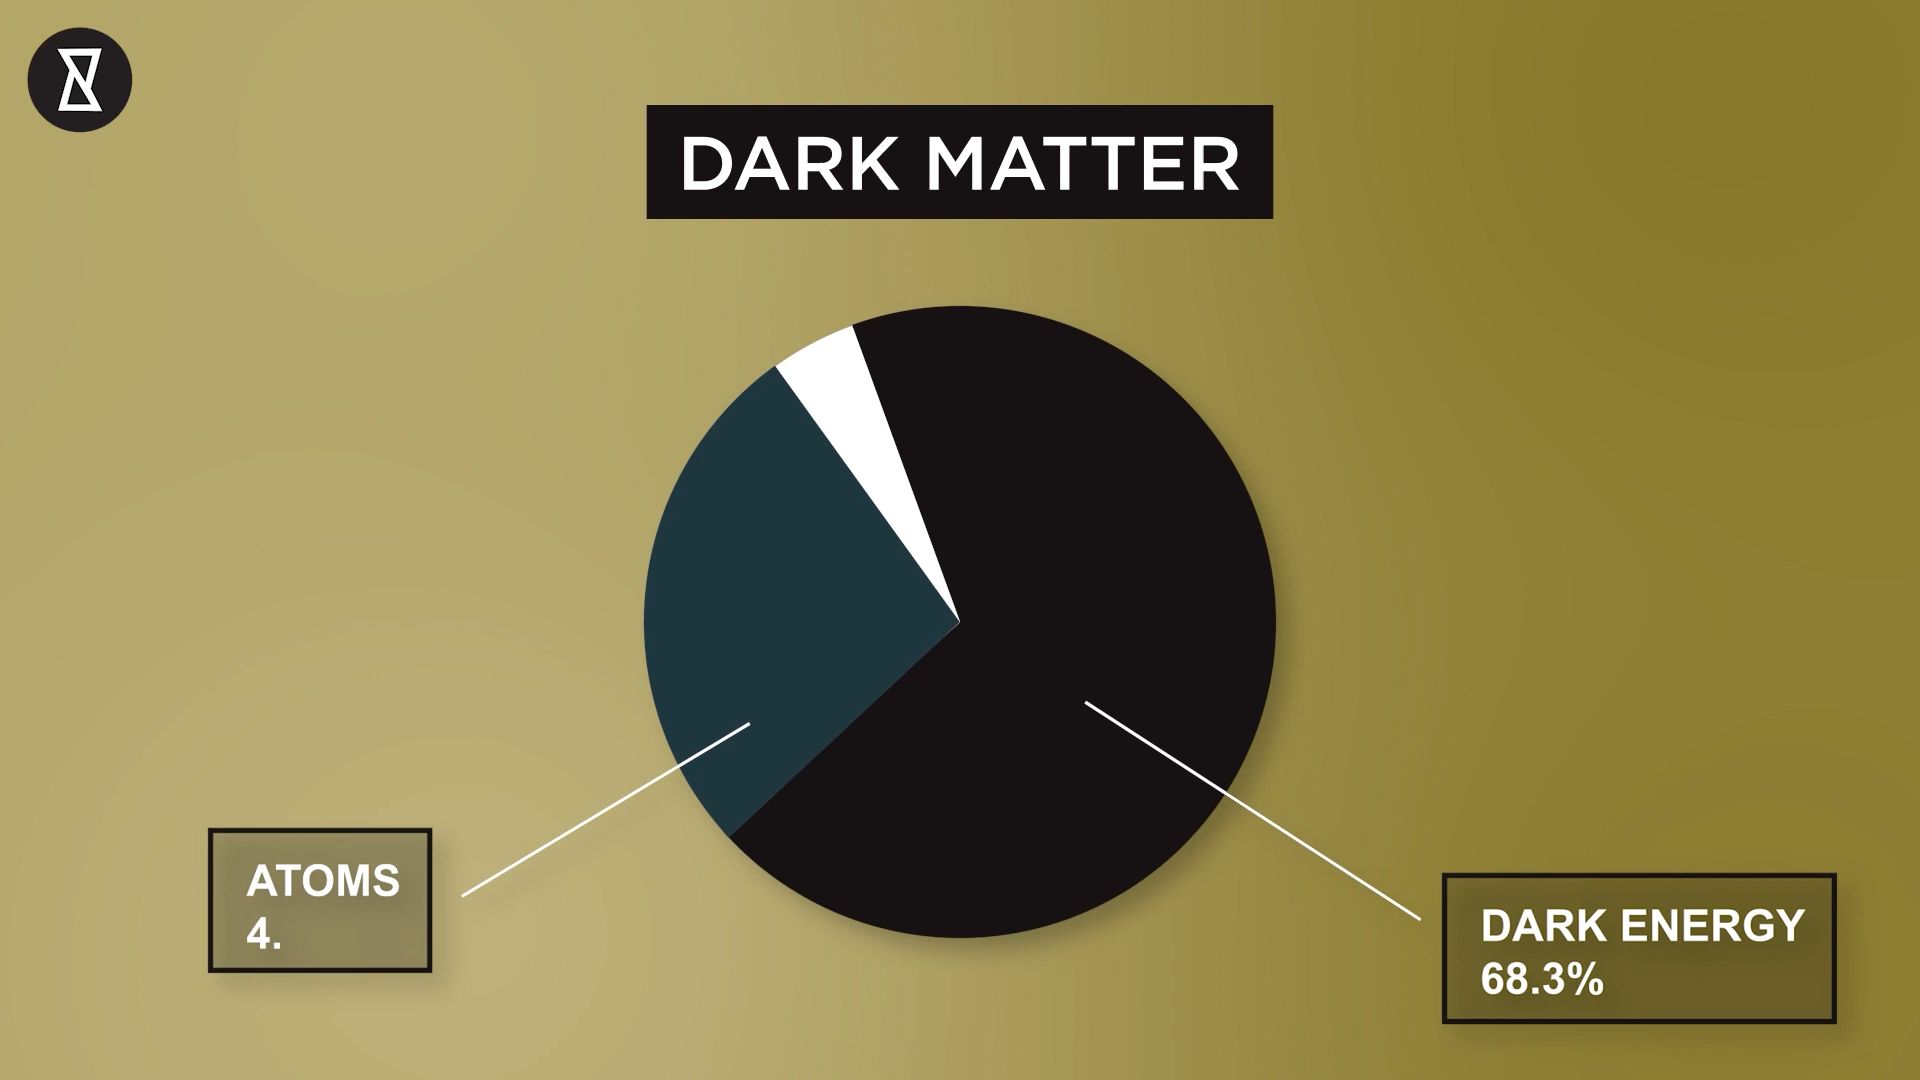 DARK MATTER
ATOMS
4.
DARK ENERGY
68.3%